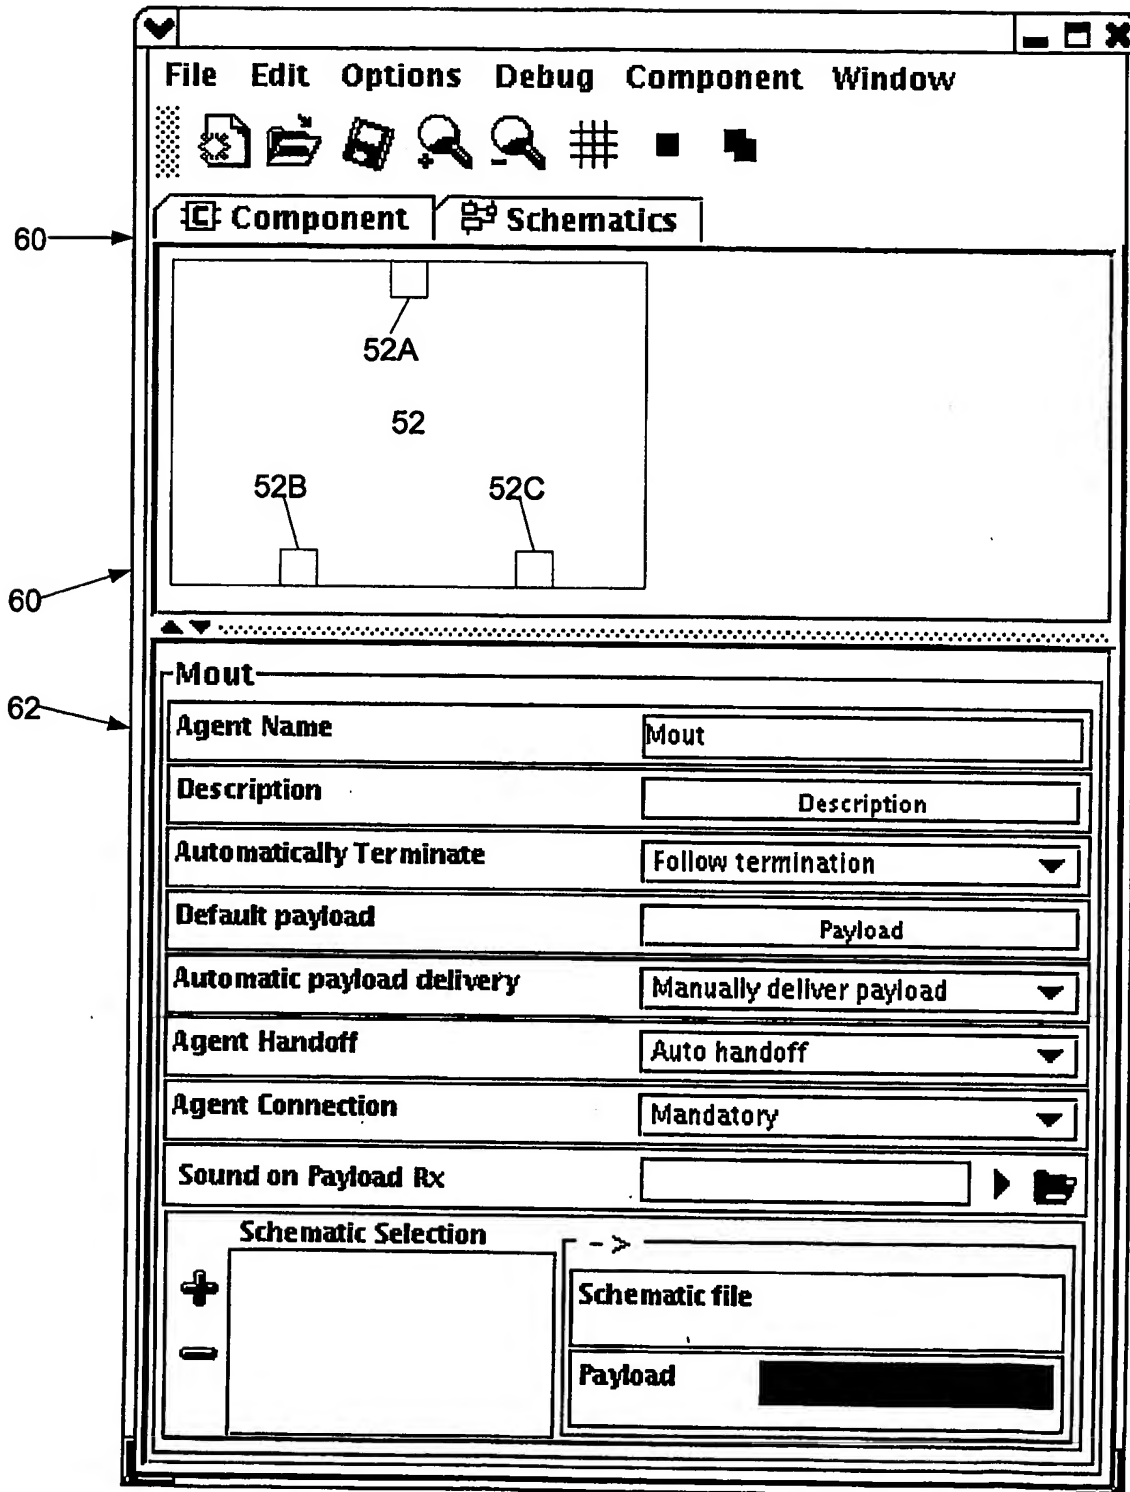 File Edit Options Debug Component Window
Component Schematics
60
52A
52
52B 52C
60
Mout
62
Agent Name Mout
Description Description
Automatically Terminate Follow termination
Default payload Payload
Automatic payload delivery Manually deliver payload
Agent Handoff Auto handoff
Agent Connection Mandatory
Sound on Payload Rx
Schematic Selection ->
Schematic file
Payload